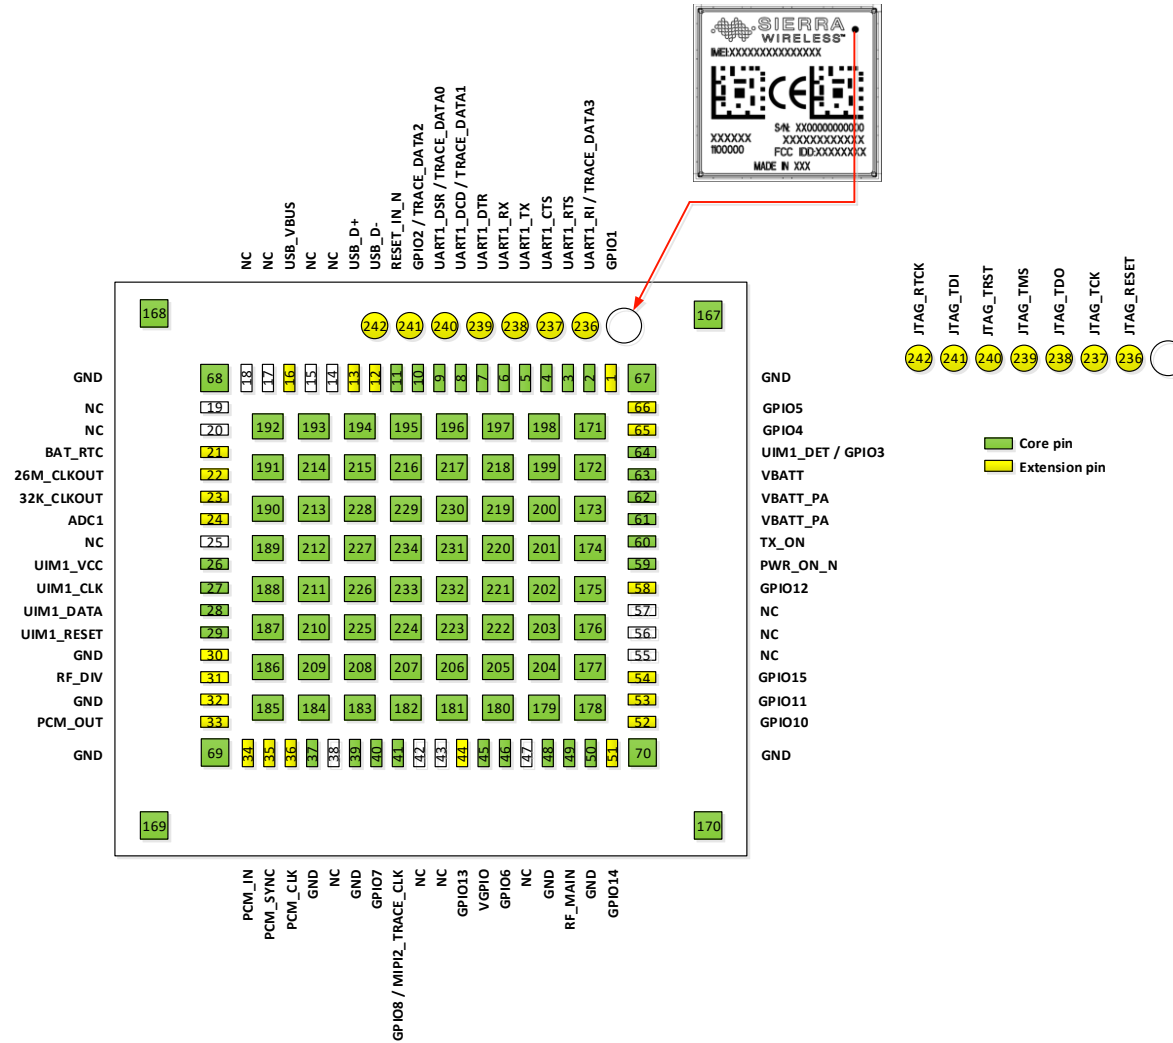 SIERRA
WIRELESS™
IMEI:XXXXXXXXXXXXXXX
S/N: XX00000000000
XXXXXX XXXXXXXXXXXXX
1100000 FCC IDD:XXXXXXXX
MADE IN XXX
NC
NC
USB_VBUS
NC
NC
USB_D+
USB_D-
RESET_IN_N
GPIO2 / TRACE_DATA2
UART1_DSR / TRACE_DATA0
UART1_DCD / TRACE_DATA1
UART1_DTR
UART1_RX
UART1_TX
UART1_CTS
UART1_RTS
UART1_RI / TRACE_DATA3
GPIO1
JTAG_RTCK
JTAG_TDI
JTAG_TRST
JTAG_TMS
JTAG_TDO
JTAG_TCK
JTAG_RESET
242 241 240 239 238 237 236
168 167
242 241 240 239 238 237 236
GND 68 18 17 16 15 14 13 12 11 10 9 8 7 6 5 4 3 2 1 67 GND
NC 19 66 GPIO5
192 193 194 195 196 197 198 171
NC 20 65 GPIO4
BAT_RTC 21 64 UIM1_DET / GPIO3
Core pin
191 214 215 216 217 218 199 172
26M_CLKOUT 22 63 VBATT
Extension pin
32K_CLKOUT 23 62 VBATT_PA
190 213 228 229 230 219 200 173
ADC1 24 61 VBATT_PA
NC 25 60 TX_ON
189 212 227 234 231 220 201 174
UIM1_VCC 26 59 PWR_ON_N
UIM1_CLK 27 58 GPIO12
188 211 226 233 232 221 202 175
UIM1_DATA 28 57 NC
187 210 225 224 223 222 203 176
UIM1_RESET 29 56 NC
GND 30 55 NC
186 209 208 207 206 205 204 177
RF_DIV 31 54 GPIO15
GND 32 53 GPIO11
185 184 183 182 181 180 179 178
PCM_OUT 33 52 GPIO10
GND 69 34 35 36 37 38 39 40 41 42 43 44 45 46 47 48 49 50 51 70 GND
169 170
PCM_IN
PCM_SYNC
PCM_CLK
GND
NC
GND
GPIO7
GPIO8 / MIPI2_TRACE_CLK
NC
NC
GPIO13
VGPIO
GPIO6
NC
GND
RF_MAIN
GND
GPIO14